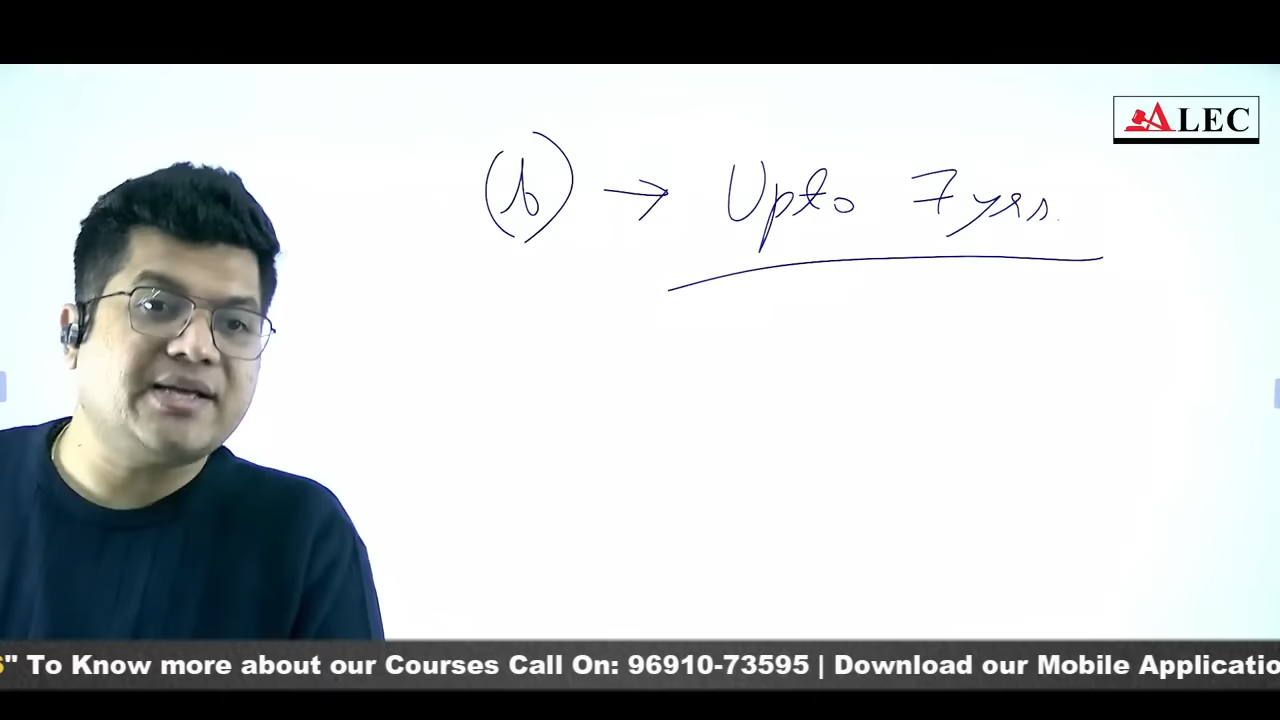 ALEC
(b) → Upto 7 yrs.
" To Know more about our Courses Call On: 96910-73595 | Download our Mobile Applicatio